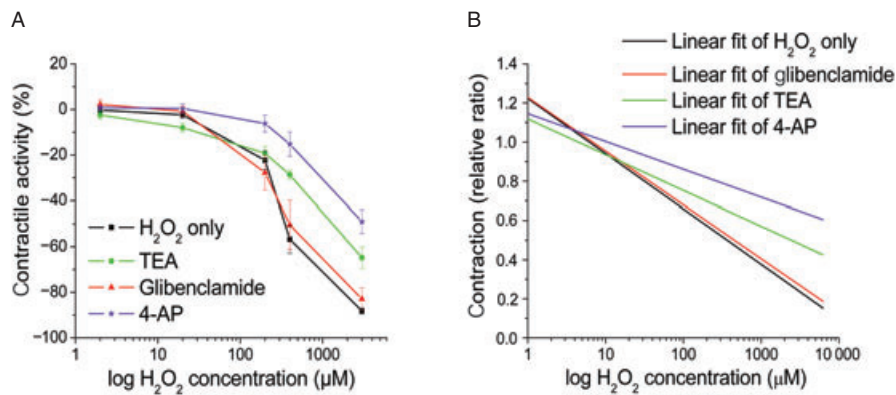 A
Contractile activity (%)
20
0
−20
−40
−60
−80
−100
H₂O₂ only
TEA
Glibenclamide
4-AP
1
10
100
1000
log H₂O₂ concentration (µM)
B
Contraction (relative ratio)
1.4
1.2
1.0
0.8
0.6
0.4
0.2
0.0
Linear fit of H₂O₂ only
Linear fit of glibenclamide
Linear fit of TEA
Linear fit of 4-AP
1
10
100
1000
10 000
log H₂O₂ concentration (µM)